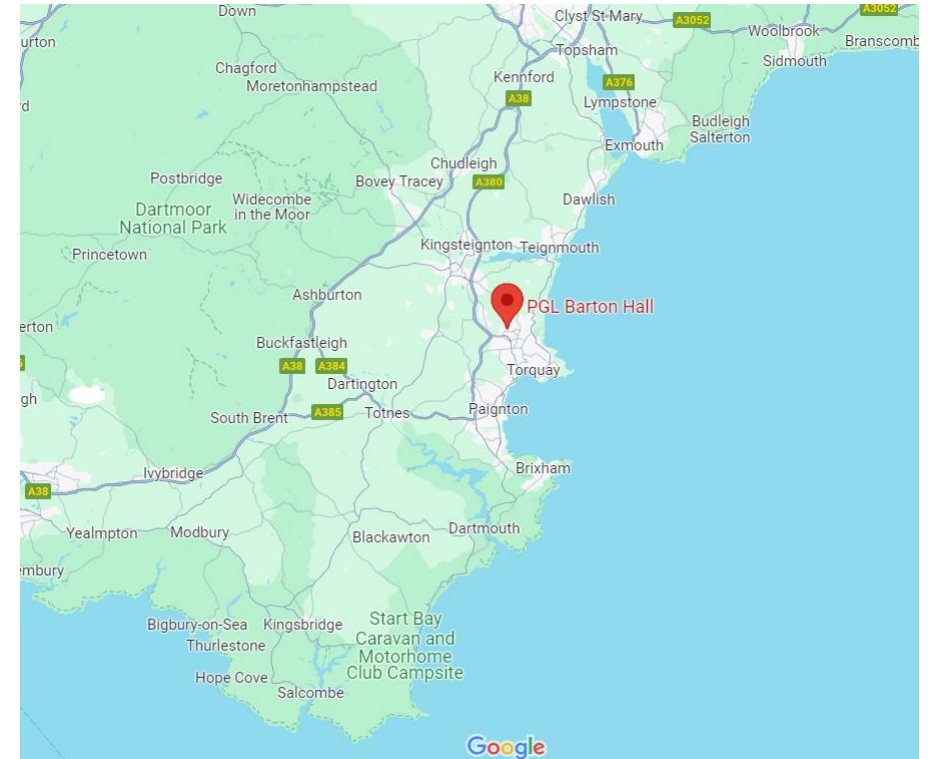 Down
Clyst St·Mary
A3052
A3052
Woolbrook
Branscomb
urton
Topsham
Sidmouth
Chagford
Kennford
Moretonhampstead
A376
A38
Lympstone
d
Budleigh
Salterton
Exmouth
Chudleigh
Postbridge
Bovey Tracey
A380
Widecombe
in the Moor
Dawlish
Dartmoor
National Park
Kingsteignton
Teignmouth
Princetown
Ashburton
PGL Barton Hall
erton
Buckfastleigh
A38
A384
Torquay
Dartington
gh
South Brent
A385
Totnes
Paignton
Ivybridge
Brixham
A38
Yealmpton
Modbury
Blackawton
Dartmouth
embury
Bigbury-on-Sea
Kingsbridge
Thurlestone
Start Bay
Caravan and
Motorhome
Club Campsite
Hope Cove
Salcombe
Google